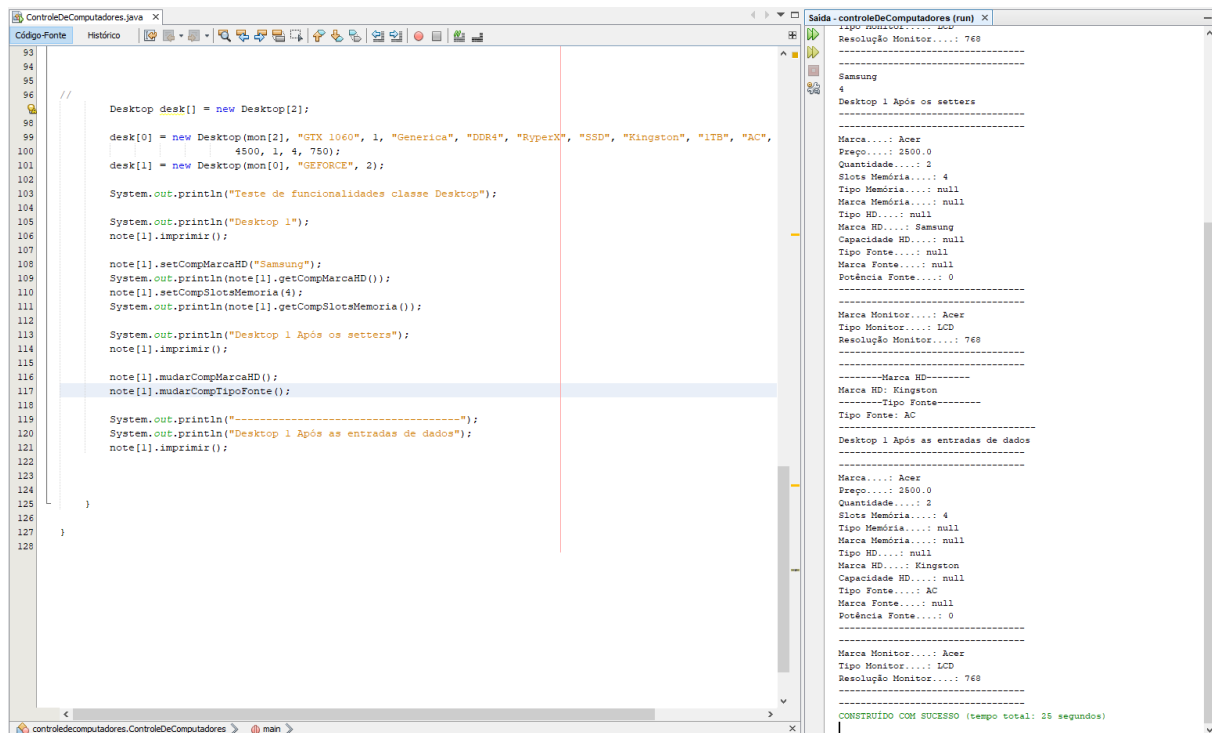 ControleDeComputadores.java
Código-Fonte Histórico
93
94
95
96 //
Desktop desk[] = new Desktop[2];
98
99 desk[0] = new Desktop(mon[2], "GTX 1060", 1, "Generica", "DDR4", "RyperX", "SSD", "Kingston", "1TB", "AC",
100 4500, 1, 4, 750);
101 desk[1] = new Desktop(mon[0], "GEFORCE", 2);
102
103 System.out.println("Teste de funcionalidades classe Desktop");
104
105 System.out.println("Desktop 1");
106 note[1].imprimir();
107
108 note[1].setCompMarcaHD("Samsung");
109 System.out.println(note[1].getCompMarcaHD());
110 note[1].setCompSlotsMemoria(4);
111 System.out.println(note[1].getCompSlotsMemoria());
112
113 System.out.println("Desktop 1 Após os setters");
114 note[1].imprimir();
115
116 note[1].mudarCompMarcaHD();
117 note[1].mudarCompTipoFonte();
118
119 System.out.println("------------------------------------");
120 System.out.println("Desktop 1 Após as entradas de dados");
121 note[1].imprimir();
122
123
124
125 }
126
127 }
128
controledecomputadores.ControleDeComputadores main
Saída - controleDeComputadores (run)
Tipo Monitor....: LCD
Resolução Monitor....: 768
----------------------------------
----------------------------------
Samsung
4
Desktop 1 Após os setters
----------------------------------
----------------------------------
Marca....: Acer
Preço....: 2500.0
Quantidade....: 2
Slots Memória....: 4
Tipo Memória....: null
Marca Memória....: null
Tipo HD....: null
Marca HD....: Samsung
Capacidade HD....: null
Tipo Fonte....: null
Marca Fonte....: null
Potência Fonte....: 0
----------------------------------
----------------------------------
Marca Monitor....: Acer
Tipo Monitor....: LCD
Resolução Monitor....: 768
----------------------------------
----------------------------------
--------Marca HD--------
Marca HD: Kingston
--------Tipo Fonte--------
Tipo Fonte: AC
------------------------------------
Desktop 1 Após as entradas de dados
----------------------------------
----------------------------------
Marca....: Acer
Preço....: 2500.0
Quantidade....: 2
Slots Memória....: 4
Tipo Memória....: null
Marca Memória....: null
Tipo HD....: null
Marca HD....: Kingston
Capacidade HD....: null
Tipo Fonte....: AC
Marca Fonte....: null
Potência Fonte....: 0
----------------------------------
----------------------------------
Marca Monitor....: Acer
Tipo Monitor....: LCD
Resolução Monitor....: 768
----------------------------------
----------------------------------
CONSTRUÍDO COM SUCESSO (tempo total: 25 segundos)